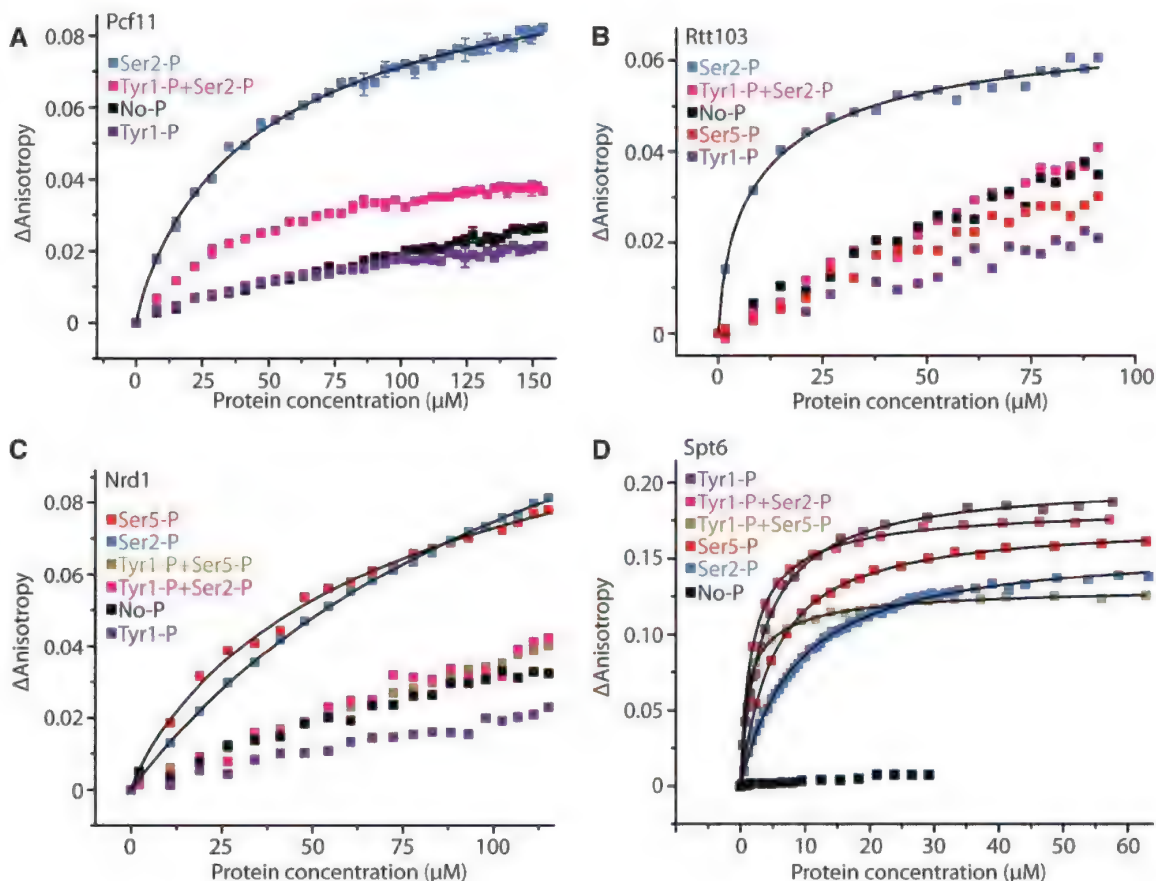 A
Pcf11
Ser2-P
Tyr1-P+Ser2-P
No-P
Tyr1-P
0.08
0.06
0.04
0.02
0
ΔAnisotropy
0 25 50 75 100 125 150
Protein concentration (µM)
B
Rtt103
Ser2-P
Tyr1-P+Ser2-P
No-P
Ser5-P
Tyr1-P
0.06
0.04
0.02
0
ΔAnisotropy
0 25 50 75 100
Protein concentration (µM)
C
Nrd1
Ser5-P
Ser2-P
Tyr1-P+Ser5-P
Tyr1-P+Ser2-P
No-P
Tyr1-P
0.08
0.06
0.04
0.02
0
ΔAnisotropy
0 25 50 75 100
Protein concentration (µM)
D
Spt6
Tyr1-P
Tyr1-P+Ser2-P
Tyr1-P+Ser5-P
Ser5-P
Ser2-P
No-P
0.20
0.15
0.10
0.05
0
ΔAnisotropy
0 10 20 30 40 50 60
Protein concentration (µM)